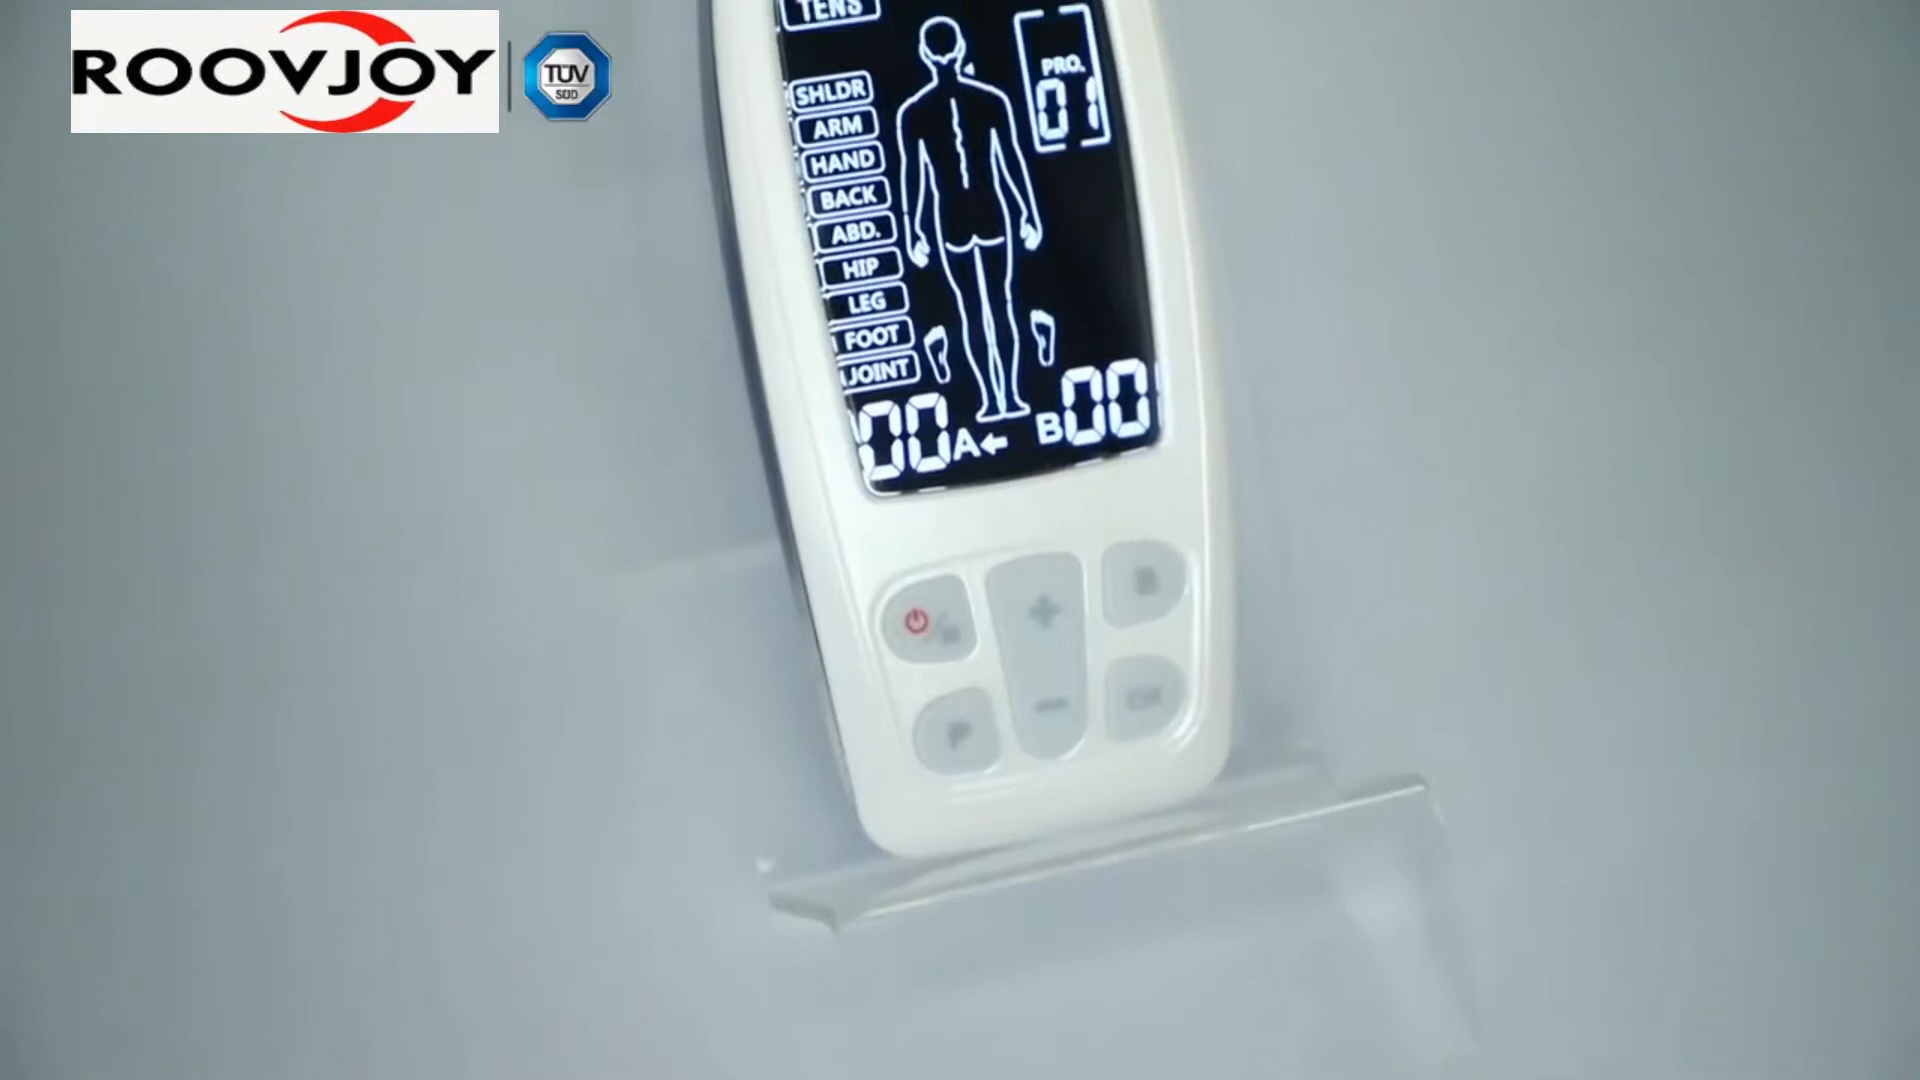 ROOVJOY
TÜV
SÜD
TENS
SHLDR
ARM
HAND
BACK
ABD.
HIP
LEG
FOOT
JOINT
PRO.
01
00A←
B00
+
P
−